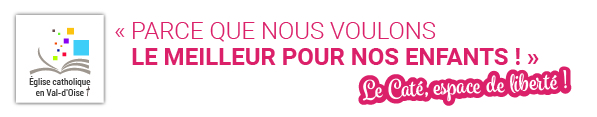 Église catholique
en Val-d'Oise
« PARCE QUE NOUS VOULONS
LE MEILLEUR POUR NOS ENFANTS ! »
Le Caté, espace de liberté !